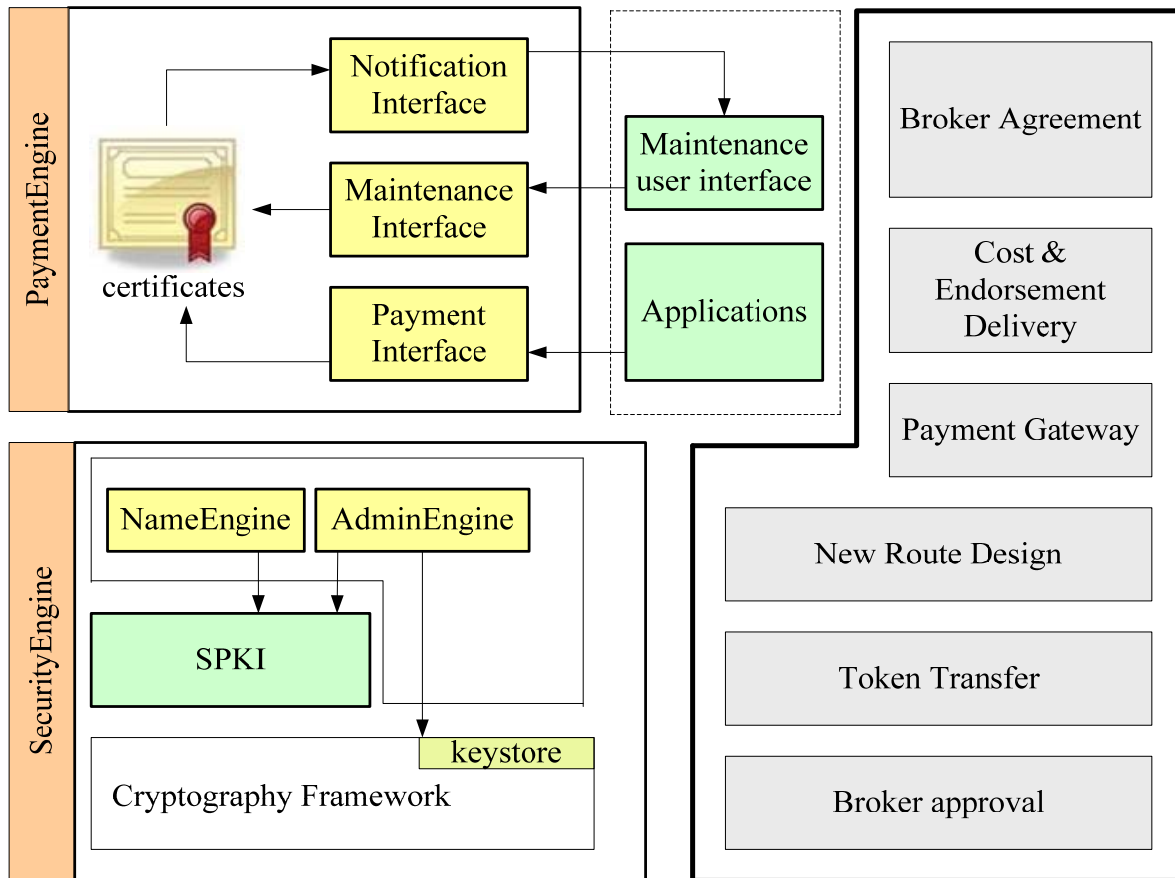 PaymentEngine
Notification
Interface
Maintenance
Interface
Payment
Interface
certificates
Maintenance
user interface
Applications
Broker Agreement
Cost &
Endorsement
Delivery
Payment Gateway
New Route Design
Token Transfer
Broker approval
SecurityEngine
NameEngine
AdminEngine
SPKI
keystore
Cryptography Framework